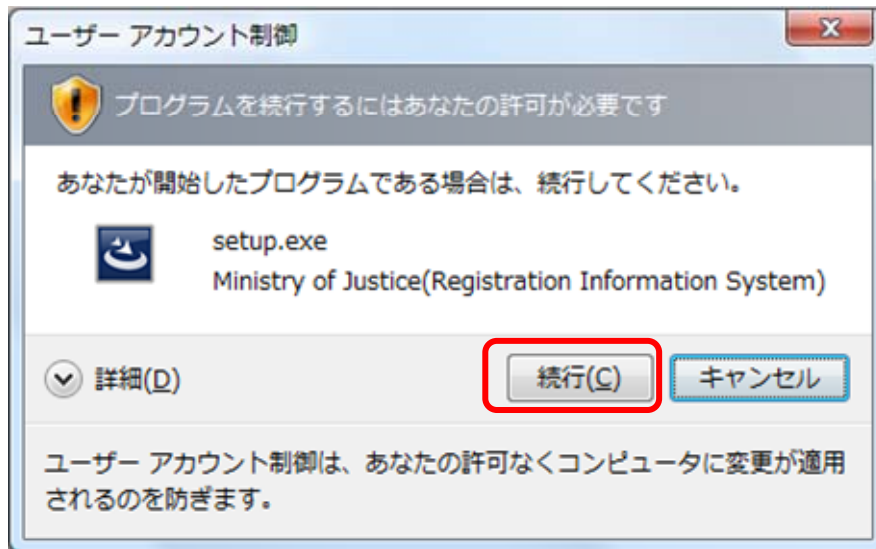 ユーザー アカウント制御
プログラムを続行するにはあなたの許可が必要です
あなたが開始したプログラムである場合は、続行してください。
setup.exe
Ministry of Justice(Registration Information System)
詳細(D)
続行(C)
キャンセル
ユーザー アカウント制御は、あなたの許可なくコンピュータに変更が適用
されるのを防ぎます。